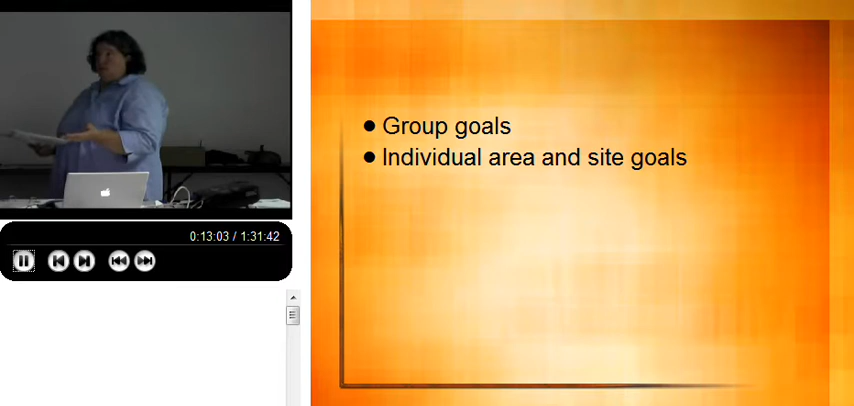 0:13:03 / 1:31:42
● Group goals
● Individual area and site goals